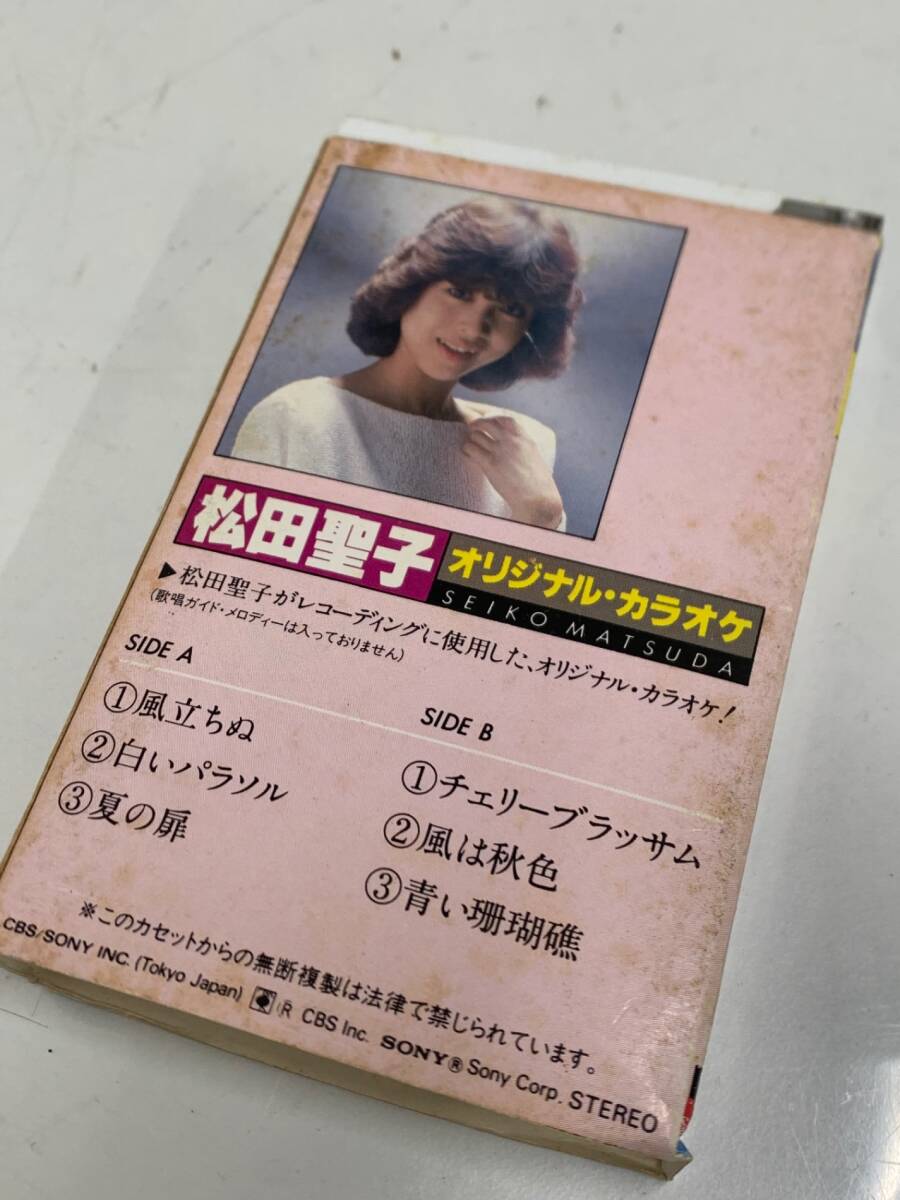 松田聖子
オリジナル・カラオケ
SEIKO MATSUDA
▶松田聖子がレコーディングに使用した、オリジナル・カラオケ!
(歌唱ガイド・メロディーは入っておりません)
SIDE A
①風立ちぬ
②白いパラソル
③夏の扉
SIDE B
①チェリーブラッサム
②風は秋色
③青い珊瑚礁
※このカセットからの無断複製は法律で禁じられています。
CBS/SONY INC. (Tokyo Japan) ®CBS Inc. SONY® Sony Corp. STEREO